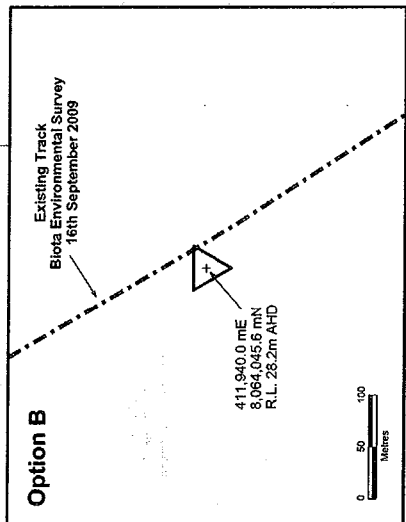 Option B
Existing Track
Biota Environmental Survey
16th September 2009
411,940.0 mE
8,064,045.6 mN
R.L. 28.2m AHD
0 50 100
Metres